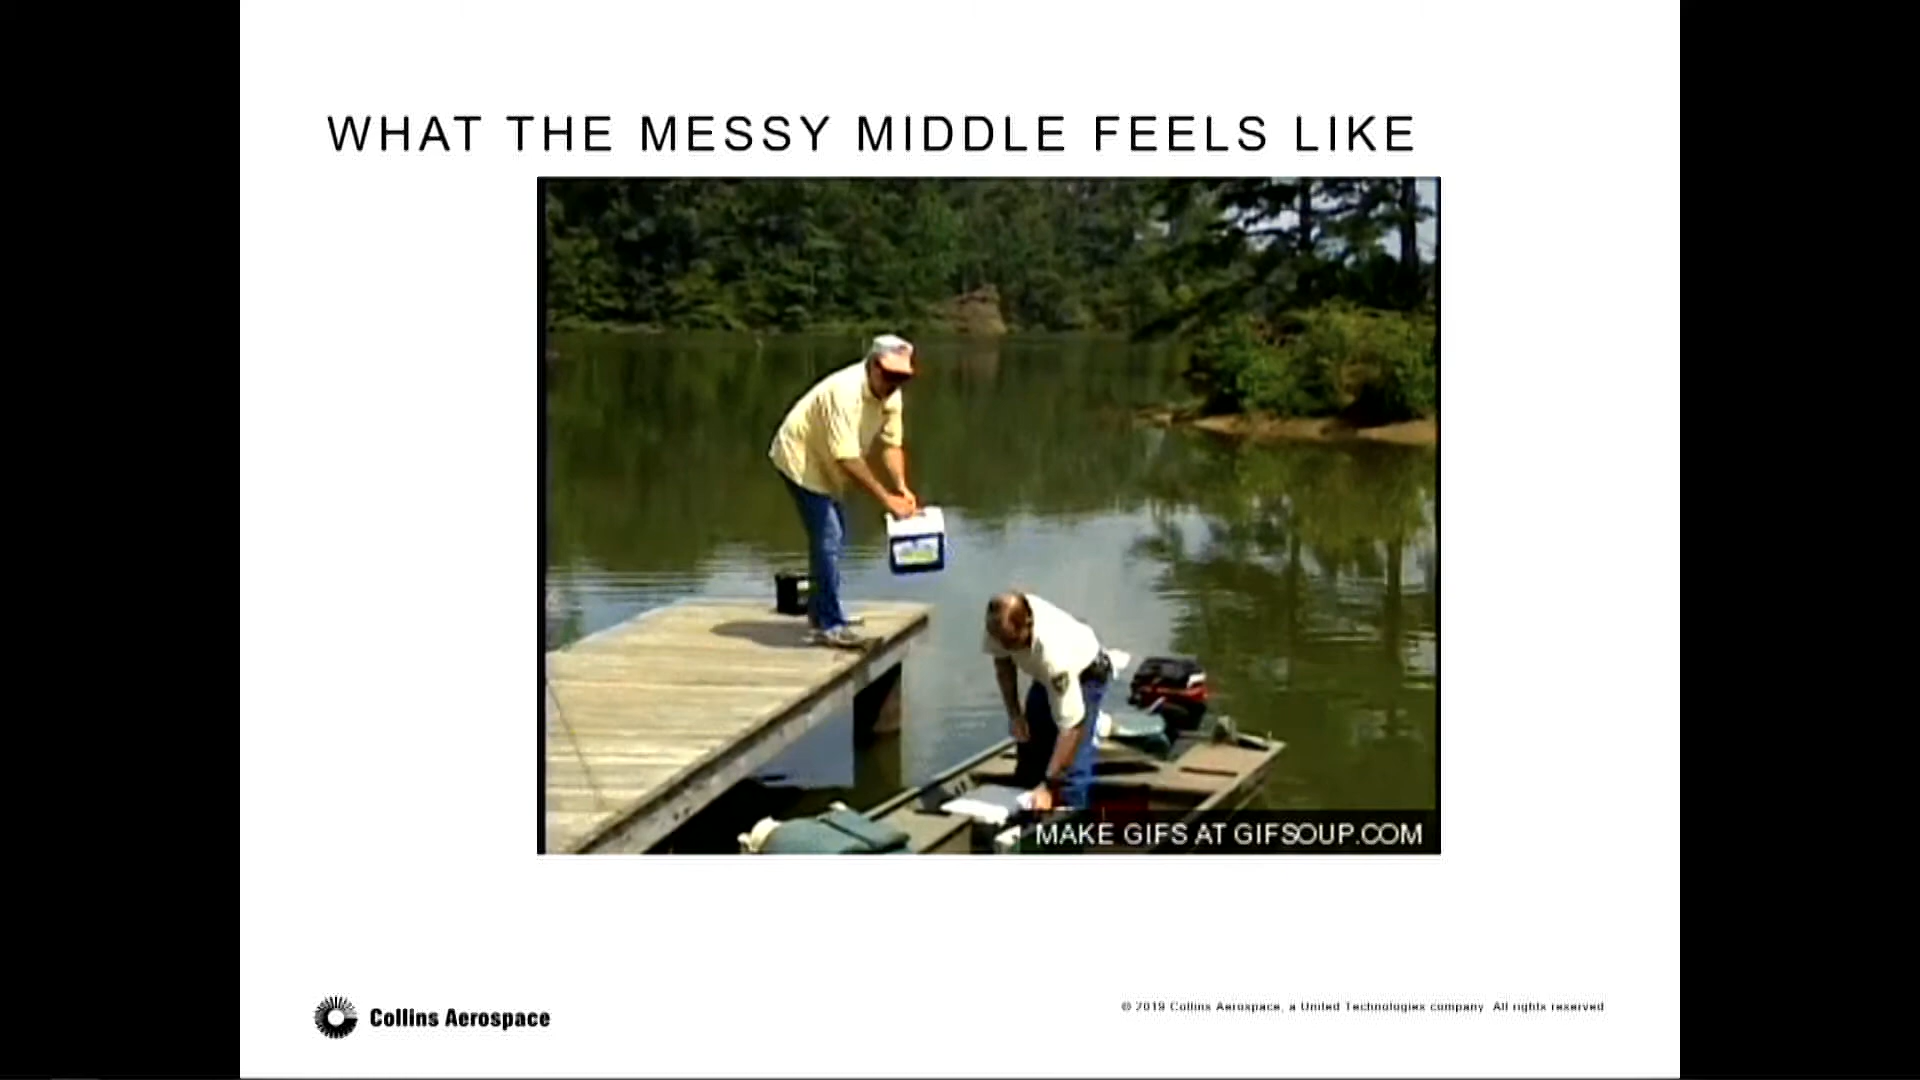 WHAT THE MESSY MIDDLE FEELS LIKE
MAKE GIFS AT GIFSOUP.COM
Collins Aerospace
© 2019 Collins Aerospace, a United Technologies company. All rights reserved